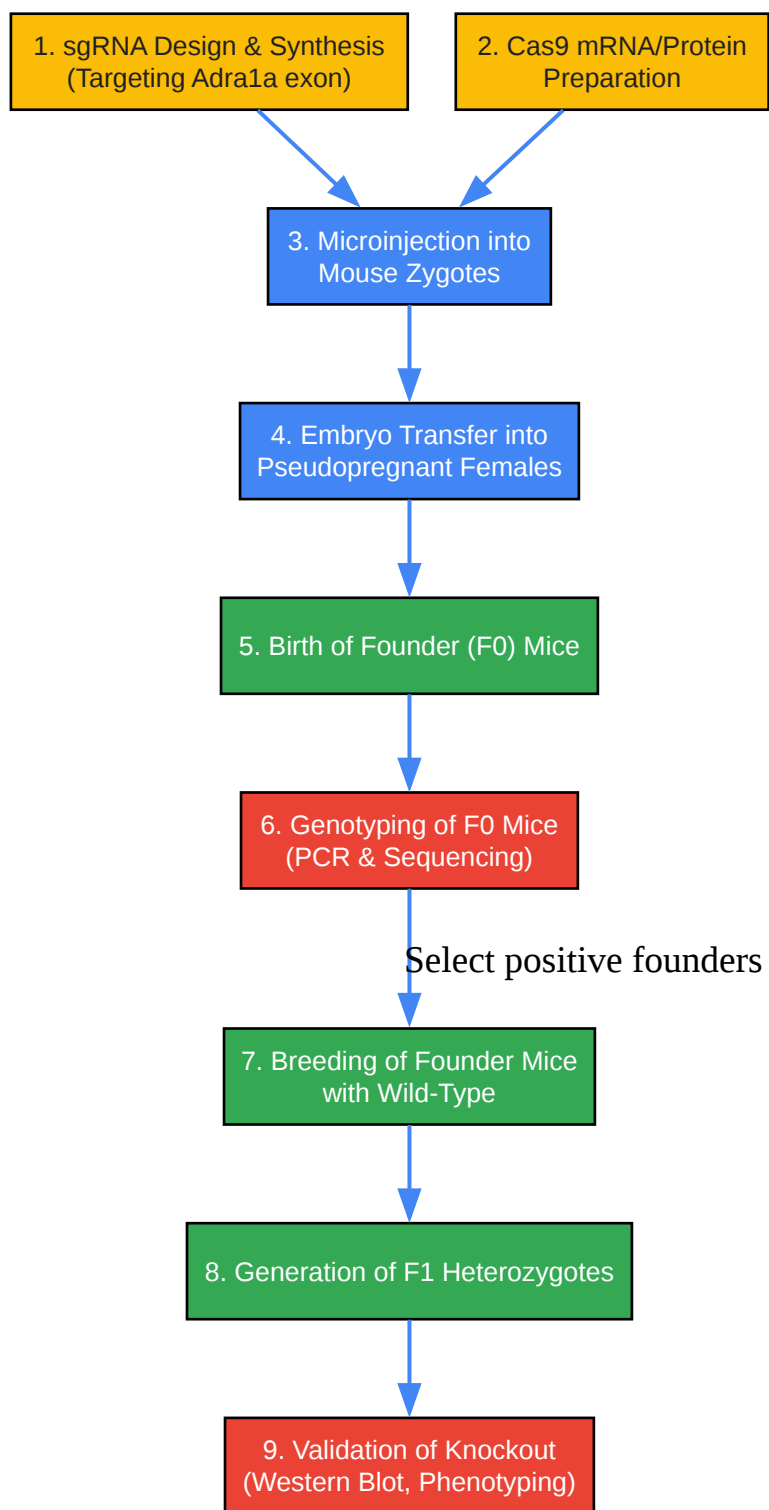 1. sgRNA Design & Synthesis
(Targeting Adra1a exon)
2. Cas9 mRNA/Protein
Preparation
3. Microinjection into
Mouse Zygotes
4. Embryo Transfer into
Pseudopregnant Females
5. Birth of Founder (F0) Mice
6. Genotyping of F0 Mice
(PCR & Sequencing)
Select positive founders
7. Breeding of Founder Mice
with Wild-Type
8. Generation of F1 Heterozygotes
9. Validation of Knockout
(Western Blot, Phenotyping)